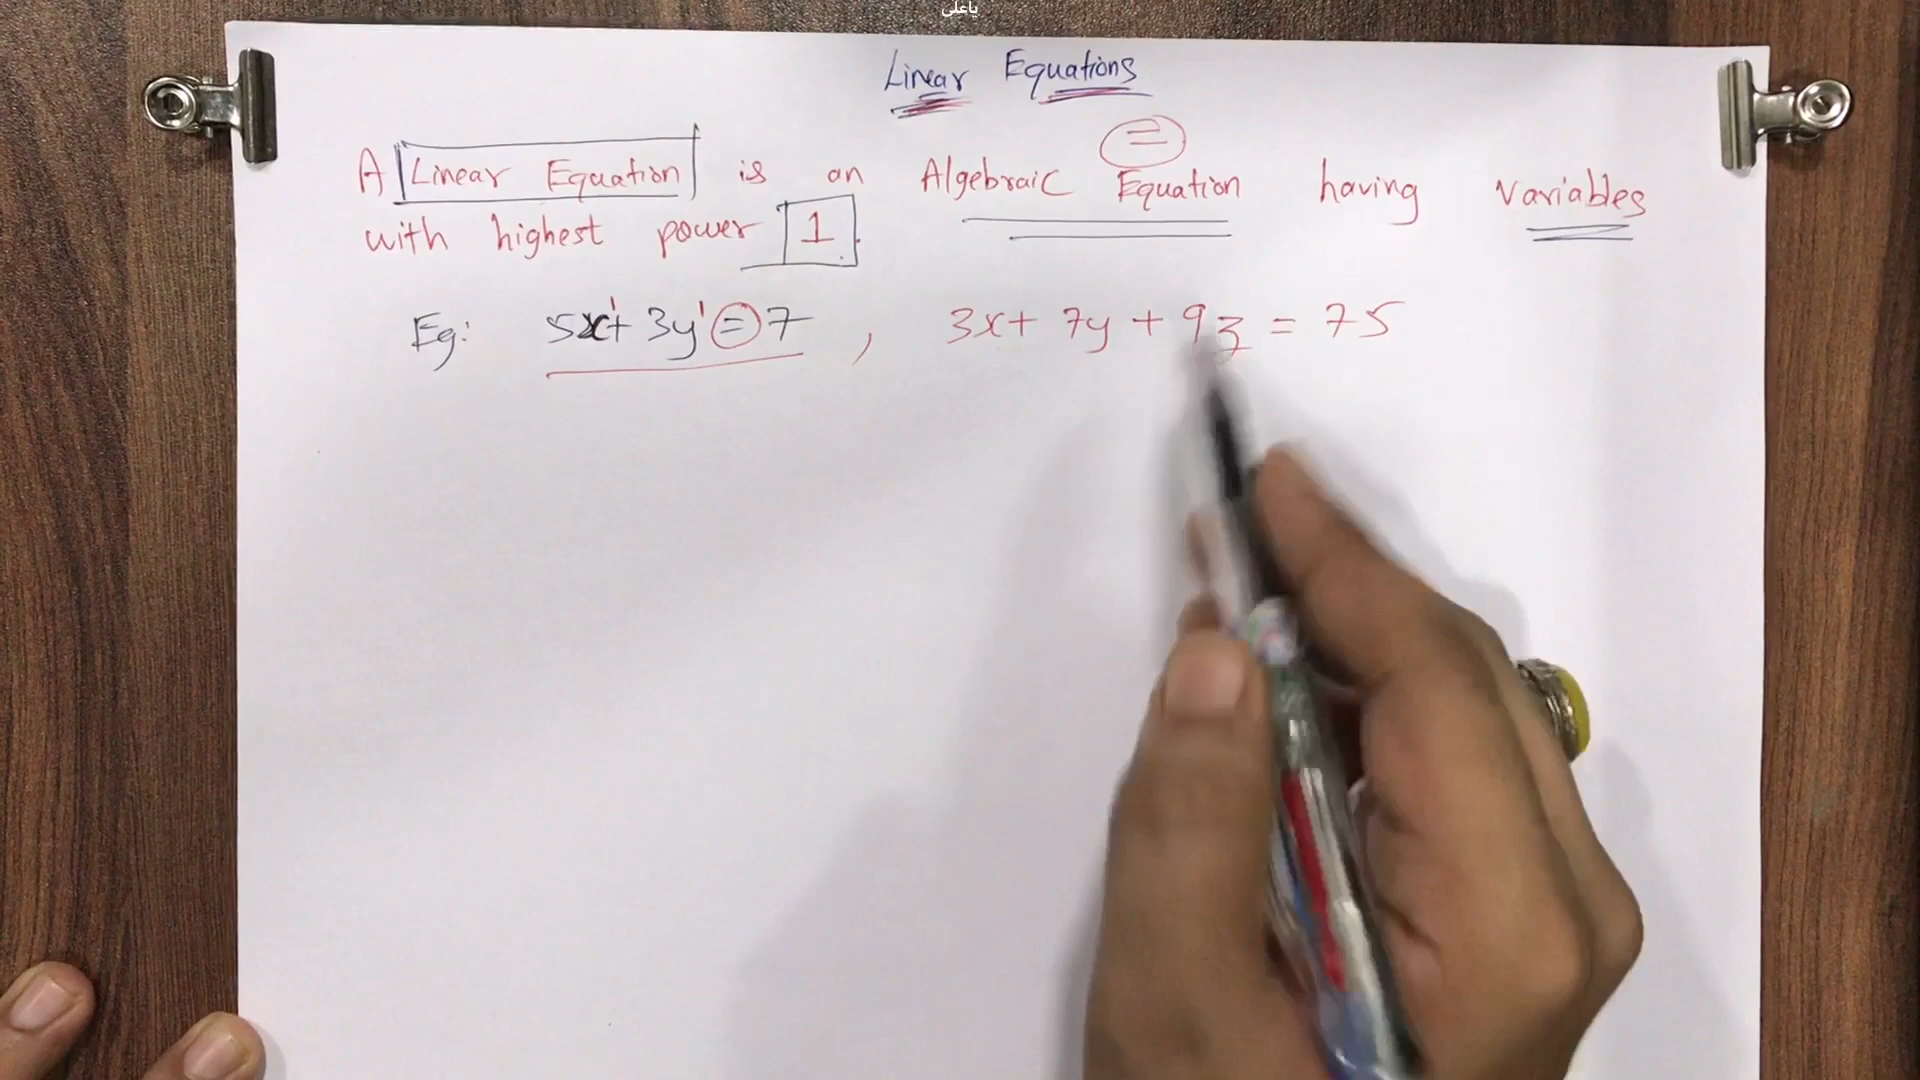 ياعلى
Linear Equations
=
A Linear Equation is an Algebraic Equation having variables
with highest power 1.
Eg: 5x¹+ 3y¹ = 7 , 3x + 7y + 9z = 75